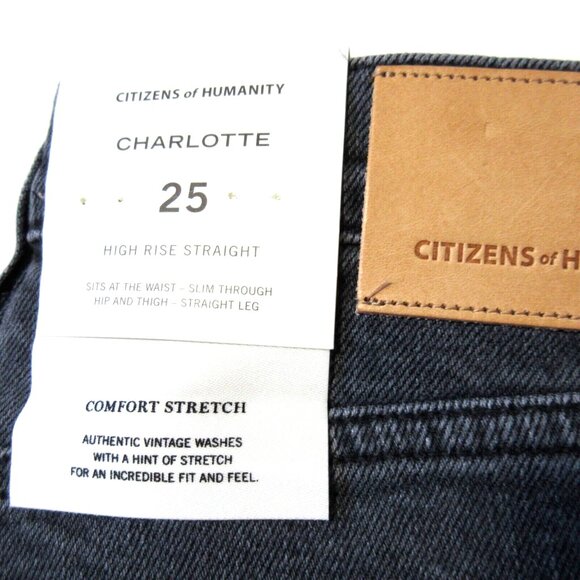 CITIZENS of HUMANITY
CHARLOTTE
25
HIGH RISE STRAIGHT
SITS AT THE WAIST – SLIM THROUGH
HIP AND THIGH – STRAIGHT LEG
COMFORT STRETCH
AUTHENTIC VINTAGE WASHES
WITH A HINT OF STRETCH
FOR AN INCREDIBLE FIT AND FEEL.
CITIZENS of H